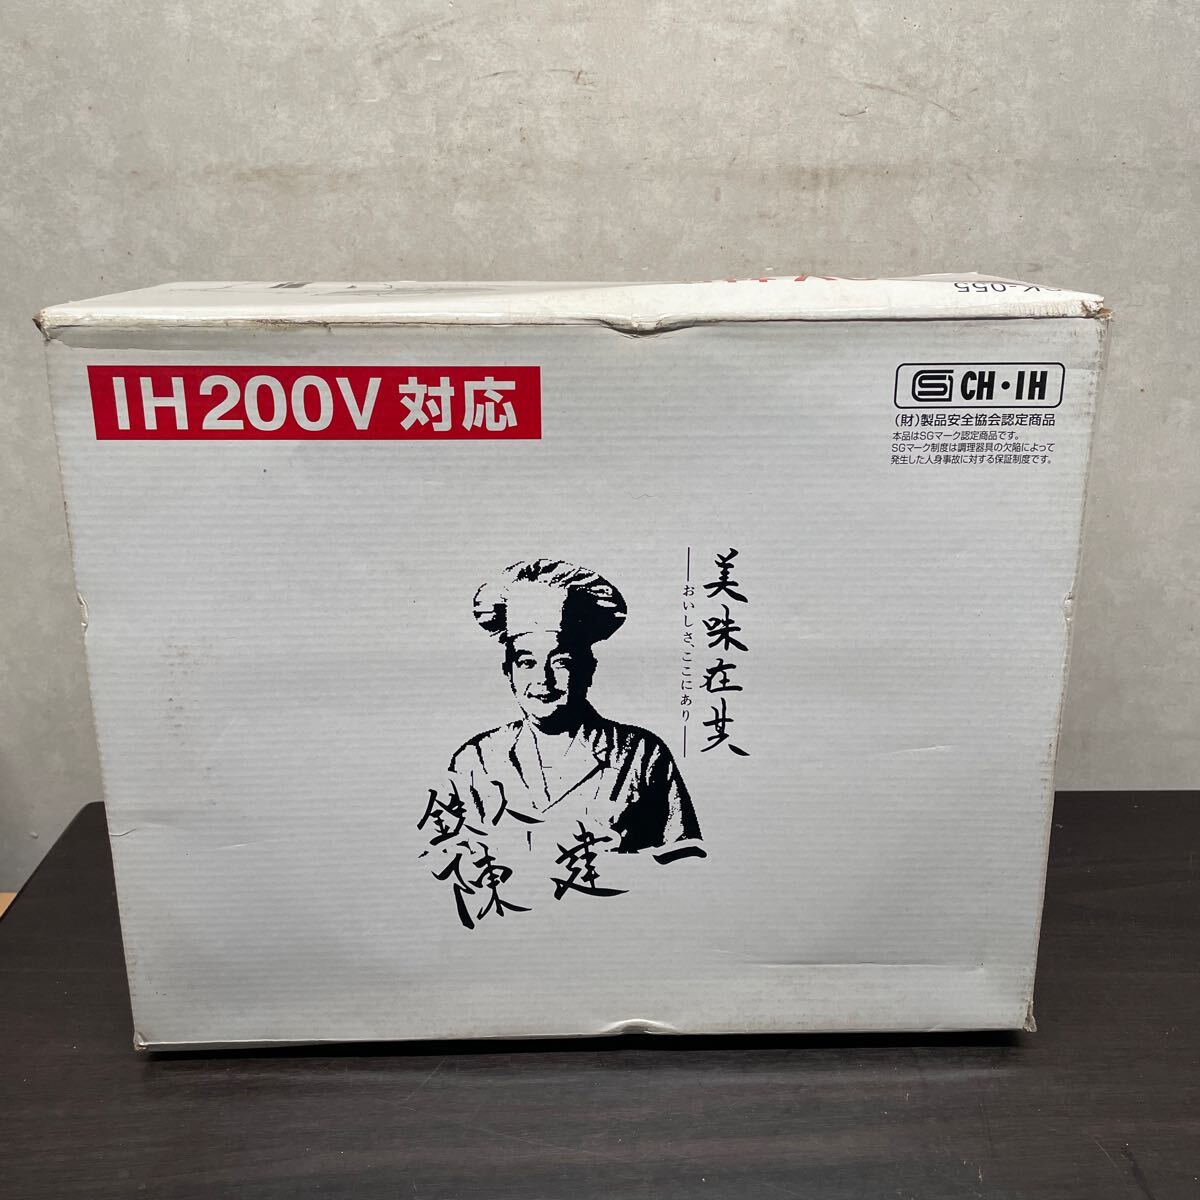 K-055
IH200V 対応
SG CH・IH
(財)製品安全協会認定商品
本品はSGマーク認定商品です。
SGマーク制度は調理器具の欠陥によって
発生した人身事故に対する保証制度です。
美味在其
―おいしさ、ここにあり―
鉄人
陳建一